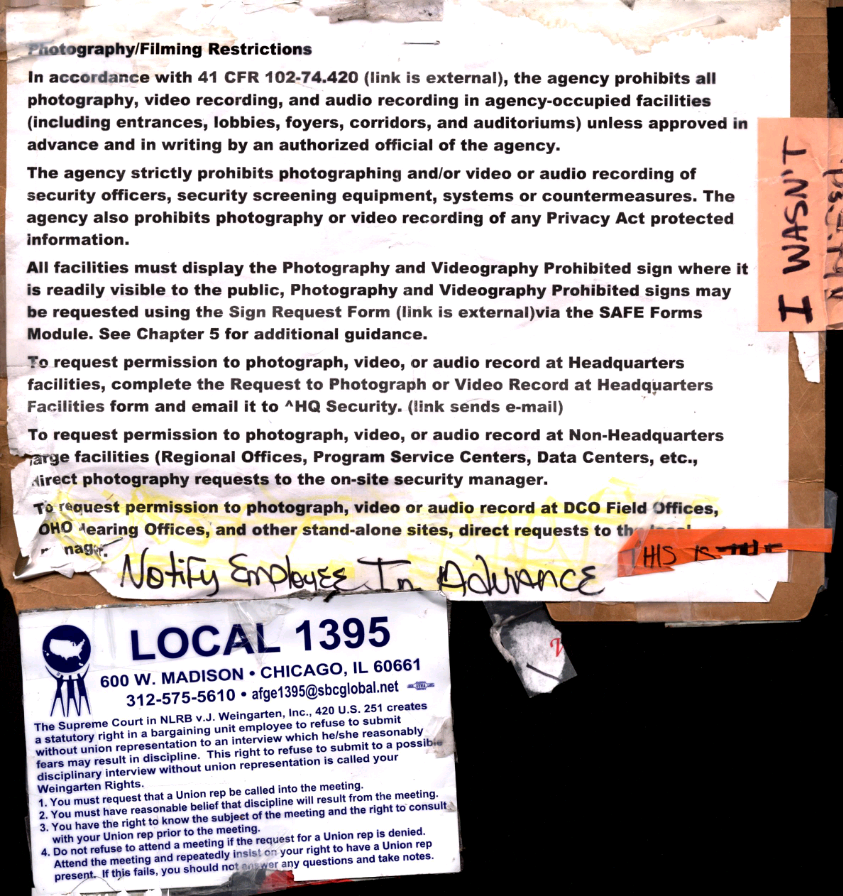 Photography/Filming Restrictions
In accordance with 41 CFR 102-74.420 (link is external), the agency prohibits all
photography, video recording, and audio recording in agency-occupied facilities
(including entrances, lobbies, foyers, corridors, and auditoriums) unless approved in
advance and in writing by an authorized official of the agency.
The agency strictly prohibits photographing and/or video or audio recording of
security officers, security screening equipment, systems or countermeasures. The
agency also prohibits photography or video recording of any Privacy Act protected
information.
All facilities must display the Photography and Videography Prohibited sign where it
is readily visible to the public, Photography and Videography Prohibited signs may
be requested using the Sign Request Form (link is external)via the SAFE Forms
Module. See Chapter 5 for additional guidance.
To request permission to photograph, video, or audio record at Headquarters
facilities, complete the Request to Photograph or Video Record at Headquarters
Facilities form and email it to ^HQ Security. (link sends e-mail)
To request permission to photograph, video, or audio record at Non-Headquarters
large facilities (Regional Offices, Program Service Centers, Data Centers, etc.,
direct photography requests to the on-site security manager.
To request permission to photograph, video, or audio record at DCO Field Offices,
OHO Hearing Offices, and other stand-alone sites, direct requests to the
Notify Employee In Advance
I WASN'T
THIS IS THE
LOCAL 1395
600 W. MADISON • CHICAGO, IL 60661
312-575-5610 • afge1395@sbcglobal.net
The Supreme Court in NLRB v.J. Weingarten, Inc., 420 U.S. 251 creates
a statutory right in a bargaining unit employee to refuse to submit
without union representation to an interview which he/she reasonably
fears may result in discipline. This right to refuse to submit to a possible
disciplinary interview without union representation is called your
Weingarten Rights.
1. You must request that a Union rep be called into the meeting.
2. You must have reasonable belief that discipline will result from the meeting.
3. You have the right to know the subject of the meeting and the right to consult
with your Union rep prior to the meeting.
4. Do not refuse to attend a meeting if the request for a Union rep is denied.
Attend the meeting and repeatedly insist on your right to have a Union rep
present. If this fails, you should not answer any questions and take notes.